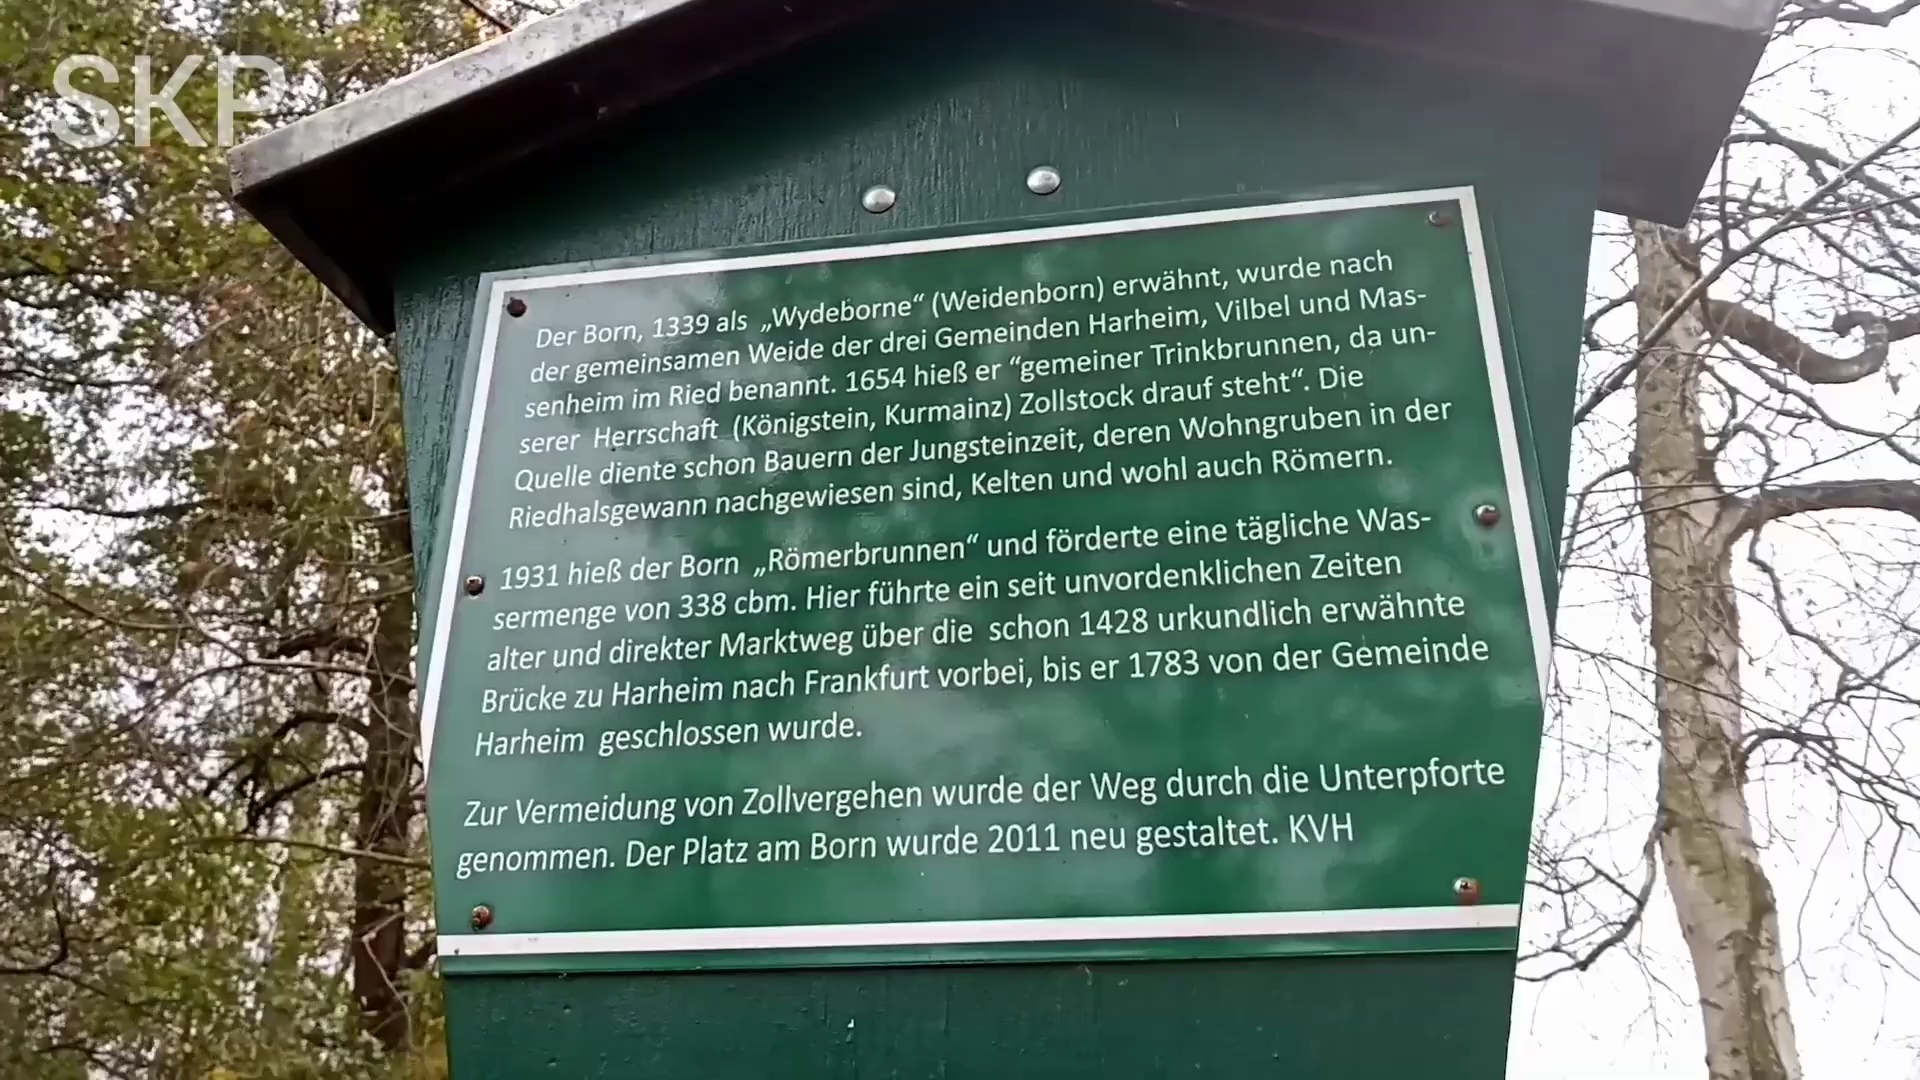 SKP
Der Born, 1339 als „Wydeborne“ (Weidenborn) erwähnt, wurde nach
der gemeinsamen Weide der drei Gemeinden Harheim, Vilbel und Mas-
senheim im Ried benannt. 1654 hieß er “gemeiner Trinkbrunnen, da un-
serer Herrschaft (Königstein, Kurmainz) Zollstock drauf steht“. Die
Quelle diente schon Bauern der Jungsteinzeit, deren Wohngruben in der
Riedhalsgewann nachgewiesen sind, Kelten und wohl auch Römern.
1931 hieß der Born „Römerbrunnen“ und förderte eine tägliche Was-
sermenge von 338 cbm. Hier führte ein seit unvordenklichen Zeiten
alter und direkter Marktweg über die schon 1428 urkundlich erwähnte
Brücke zu Harheim nach Frankfurt vorbei, bis er 1783 von der Gemeinde
Harheim geschlossen wurde.
Zur Vermeidung von Zollvergehen wurde der Weg durch die Unterpforte
genommen. Der Platz am Born wurde 2011 neu gestaltet. KVH